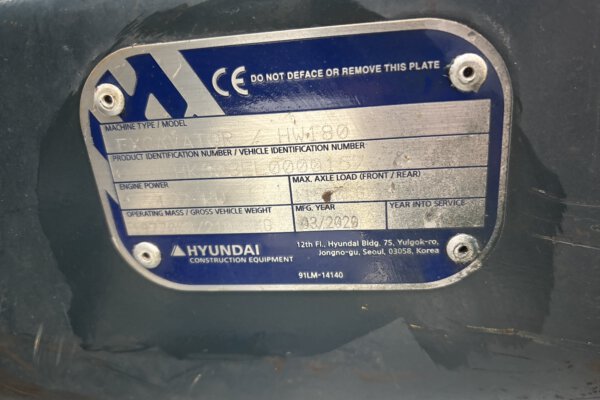 CE DO NOT DEFACE OR REMOVE THIS PLATE
MACHINE TYPE / MODEL
EXCAVATOR / HW180
PRODUCT IDENTIFICATION NUMBER / VEHICLE IDENTIFICATION NUMBER
ENGINE POWER
MAX. AXLE LOAD (FRONT / REAR)
OPERATING MASS / GROSS VEHICLE WEIGHT
MFG. YEAR
YEAR INTO SERVICE
03/2020
HYUNDAI
CONSTRUCTION EQUIPMENT
12th Fl., Hyundai Bldg, 75, Yulgok-ro,
Jongno-gu, Seoul, 03058, Korea
91LM-14140